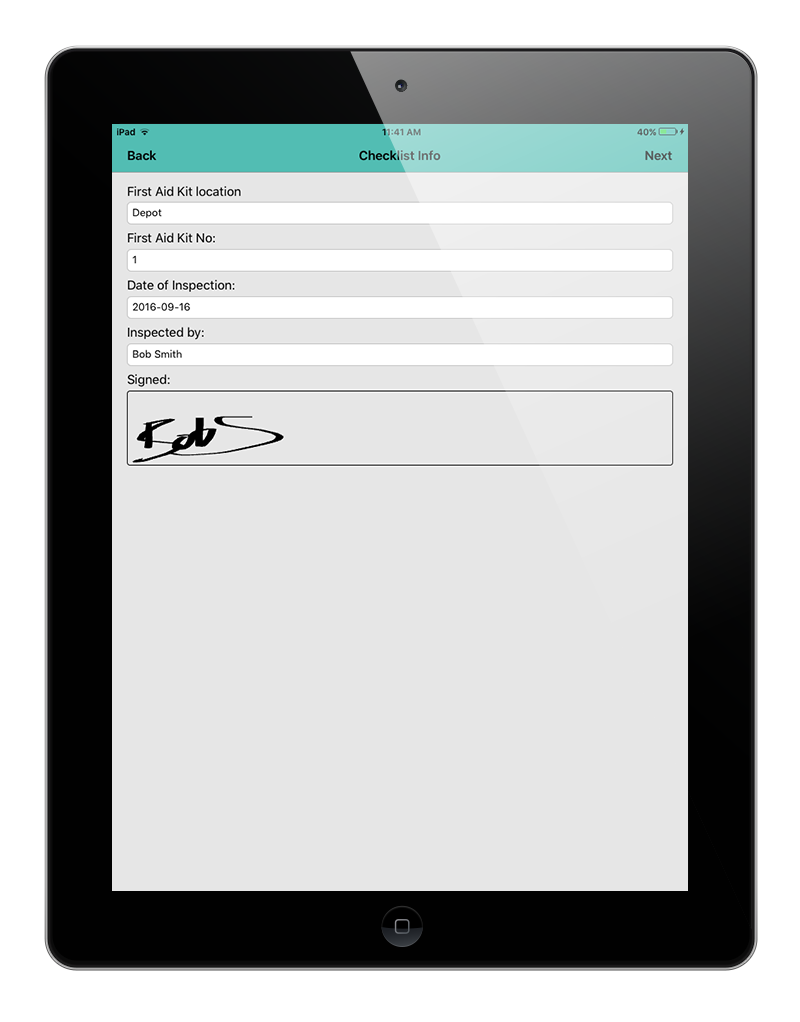 iPad 11:41 AM 40%
Back Checklist Info Next
First Aid Kit location
Depot
First Aid Kit No:
1
Date of Inspection:
2016-09-16
Inspected by:
Bob Smith
Signed:
Bob S